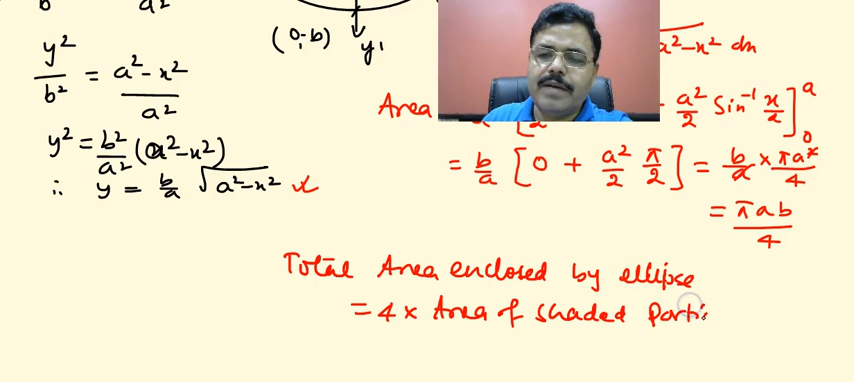 b² a²
(0,-b) y₁
y²/b² = (a²-x²)/a²
y² = b²/a² (a²-x²)
∴ y = b/a √(a²-x²)
a²-x² dx
Area
a²/2 Sin⁻¹ x/a ]₀ᵃ
= b/a [0 + a²/2 π/2] = b/a × πa²/4
= πab/4
Total Area enclosed by ellipse
= 4 × Area of shaded Porti